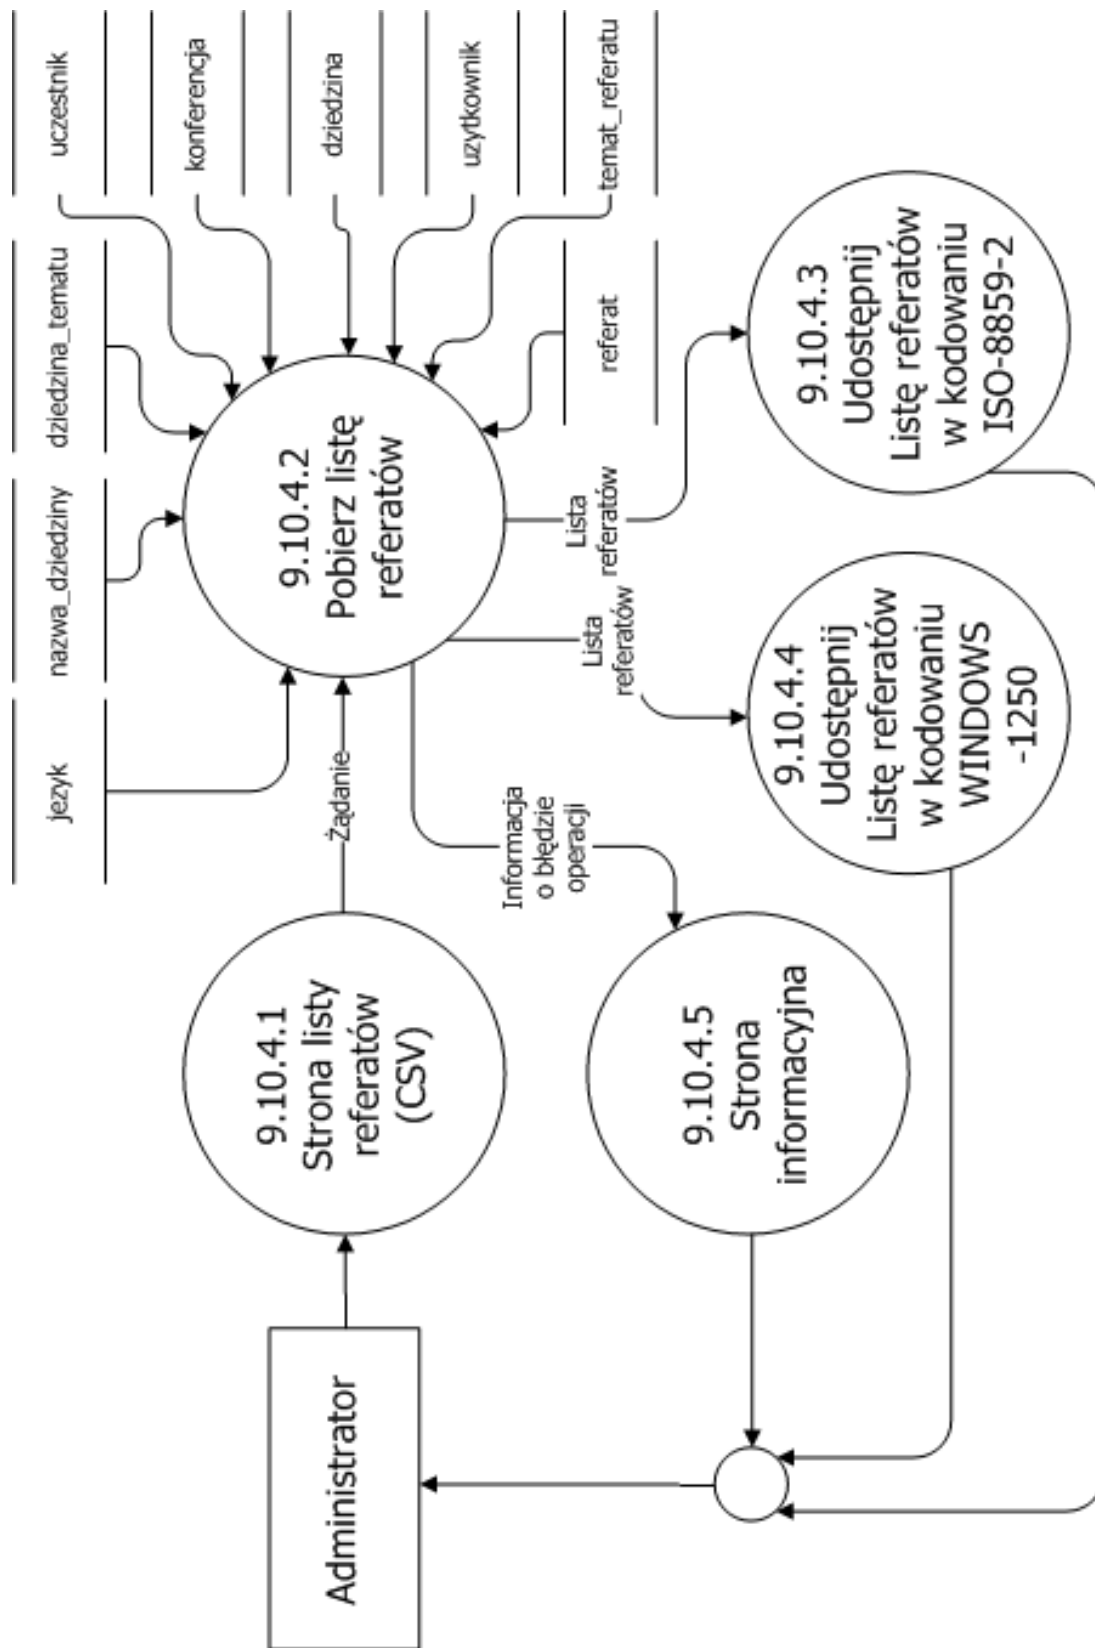 jezyk
nazwa_dziedziny
dziedzina_tematu
uczestnik
konferencja
dziedzina
uzytkownik
temat_referatu
referat
Administrator
9.10.4.1
Strona listy
referatów
(CSV)
Żądanie
9.10.4.2
Pobierz listę
referatów
Informacja
o błędzie
operacji
Lista
referatów
Lista
referatów
9.10.4.5
Strona
informacyjna
9.10.4.4
Udostępnij
Listę referatów
w kodowaniu
WINDOWS
-1250
9.10.4.3
Udostępnij
Listę referatów
w kodowaniu
ISO-8859-2